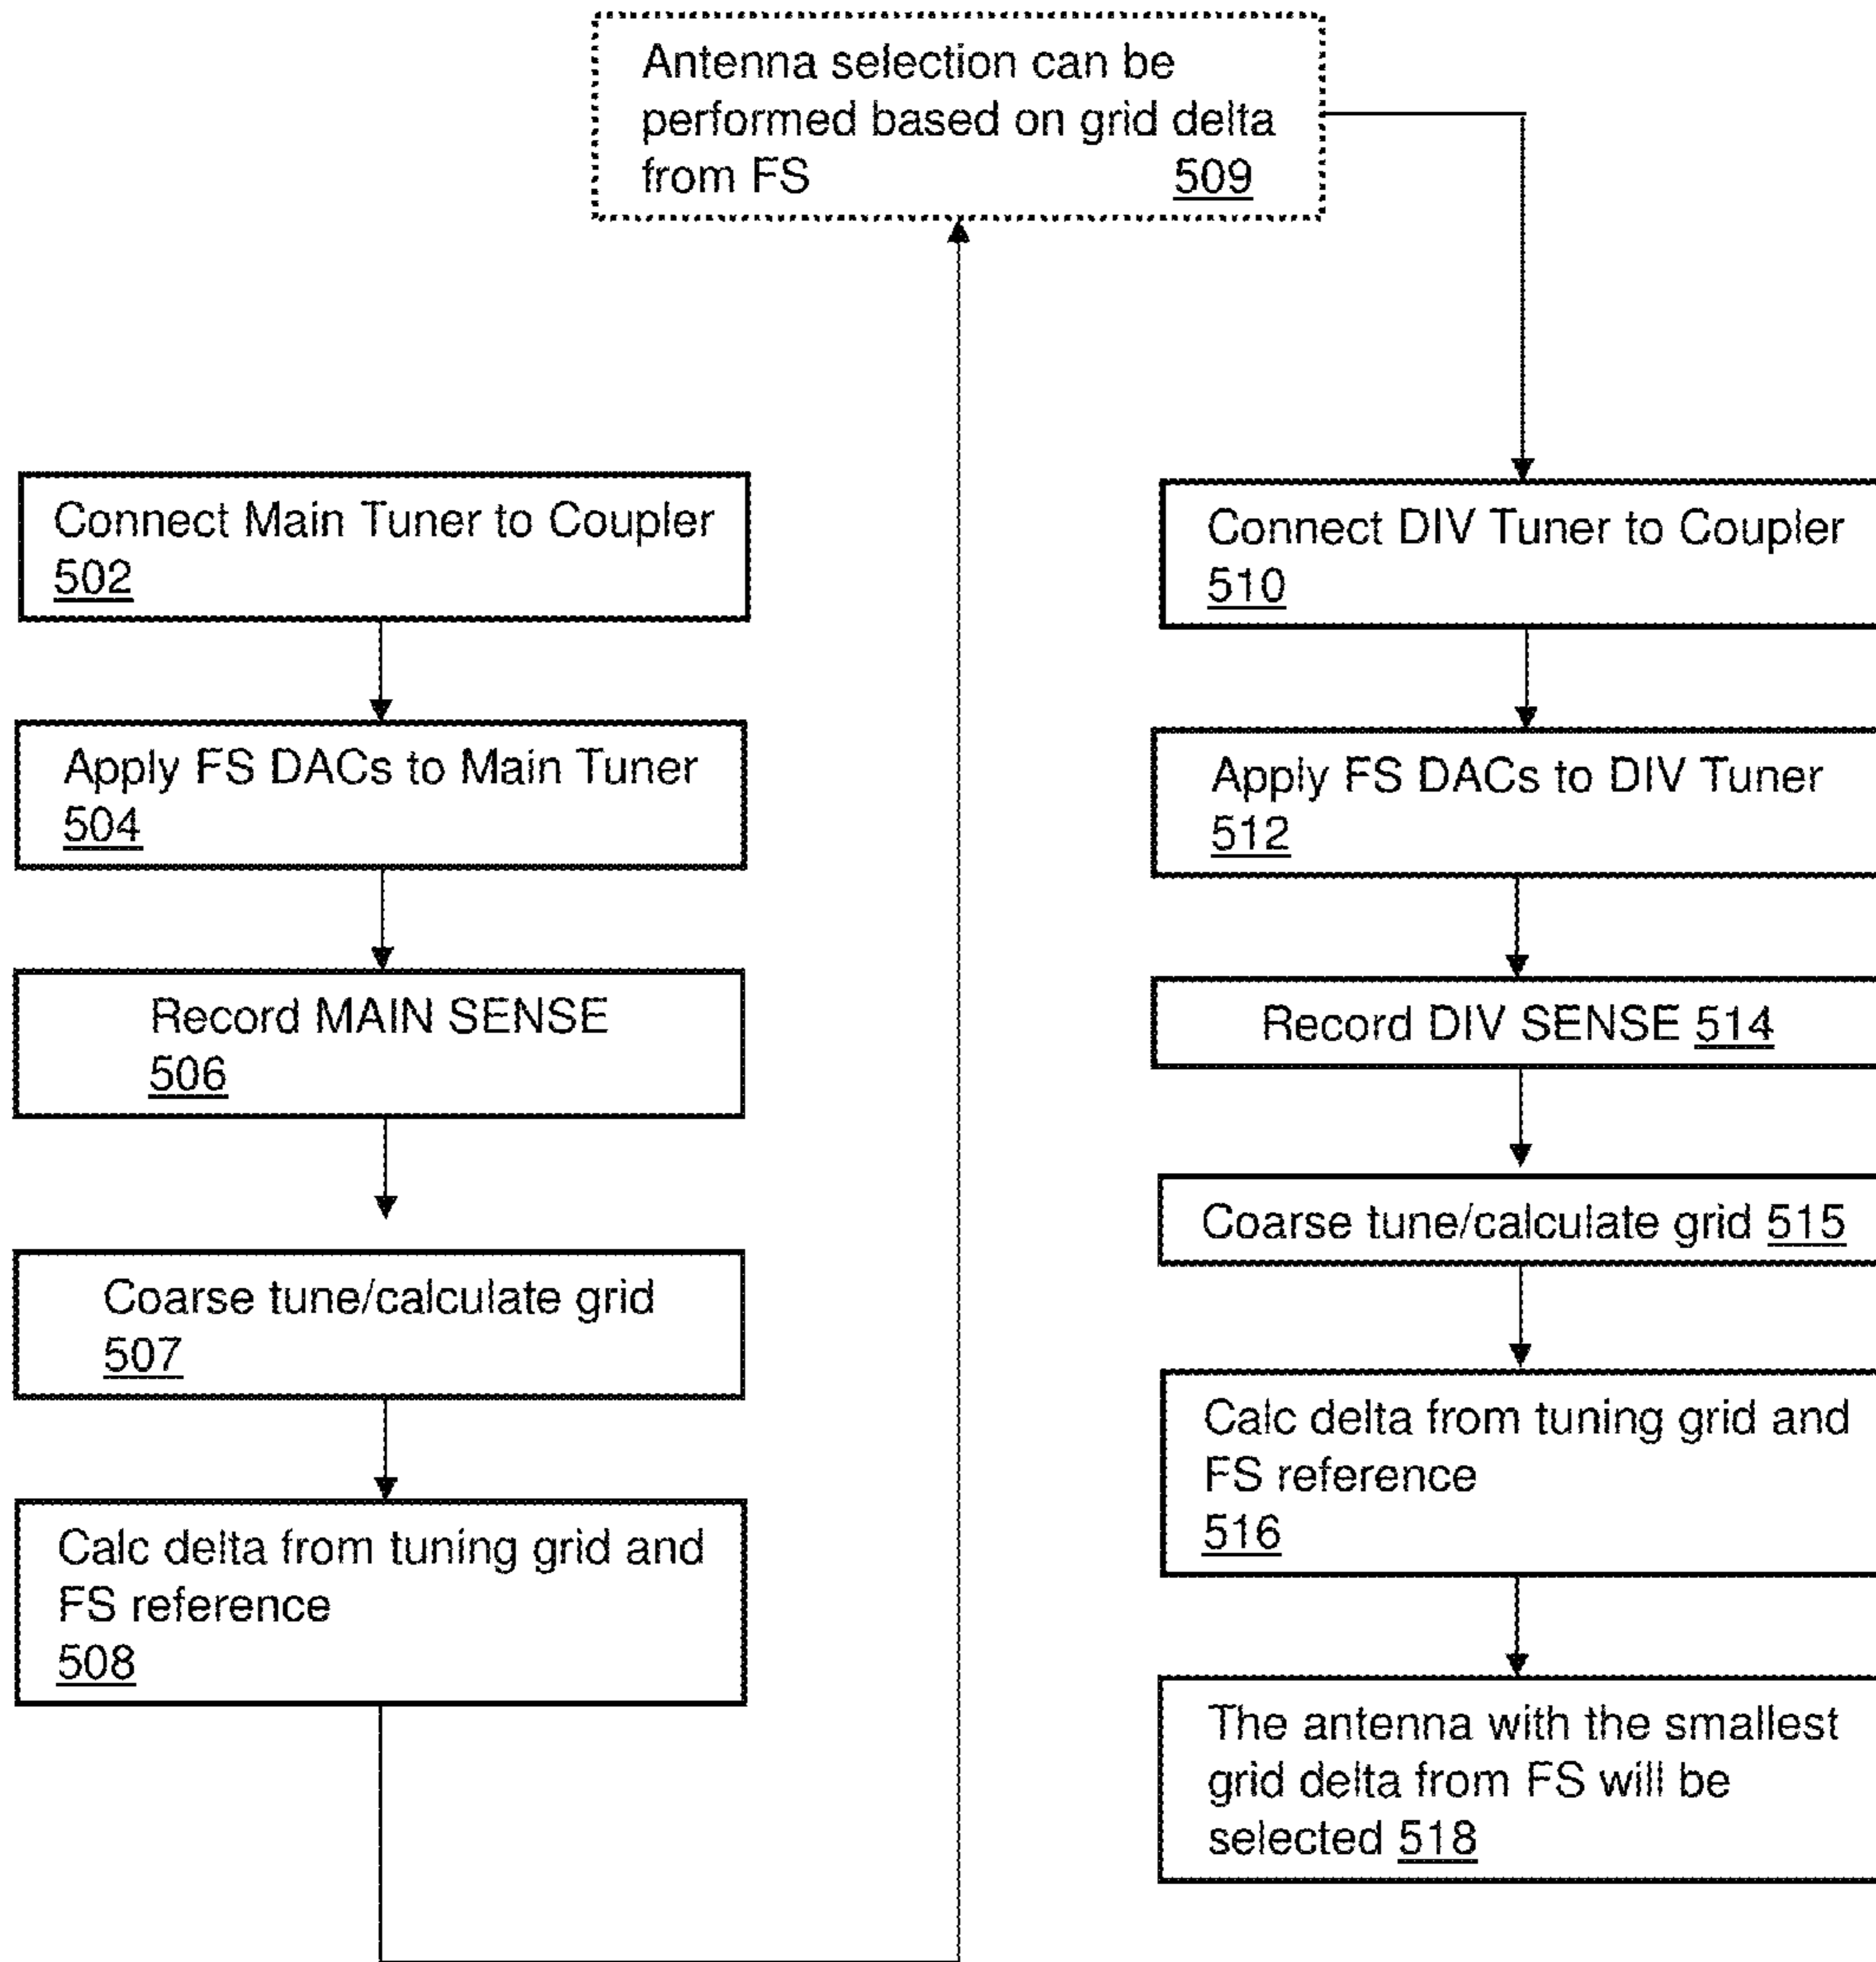 Antenna selection can be
performed based on grid delta
from FS 509
Connect Main Tuner to Coupler
502
Apply FS DACs to Main Tuner
504
Record MAIN SENSE
506
Coarse tune/calculate grid
507
Calc delta from tuning grid and
FS reference
508
Connect DIV Tuner to Coupler
510
Apply FS DACs to DIV Tuner
512
Record DIV SENSE 514
Coarse tune/calculate grid 515
Calc delta from tuning grid and
FS reference
516
The antenna with the smallest
grid delta from FS will be
selected 518